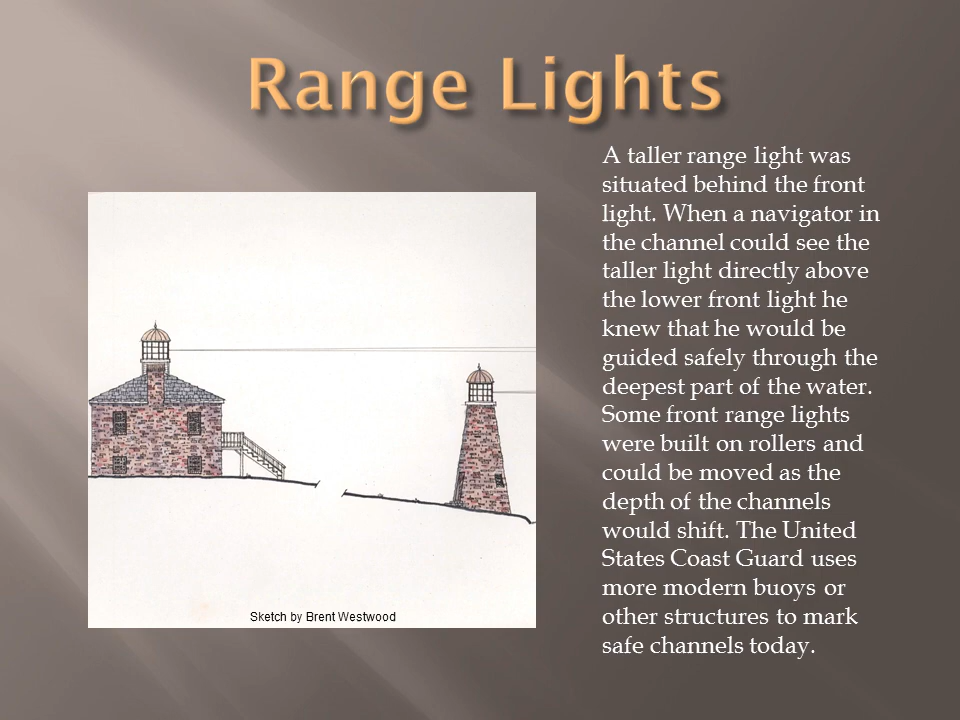 Range Lights
A taller range light was
situated behind the front
light. When a navigator in
the channel could see the
taller light directly above
the lower front light he
knew that he would be
guided safely through the
deepest part of the water.
Some front range lights
were built on rollers and
could be moved as the
depth of the channels
would shift. The United
States Coast Guard uses
more modern buoys or
other structures to mark
safe channels today.
Sketch by Brent Westwood